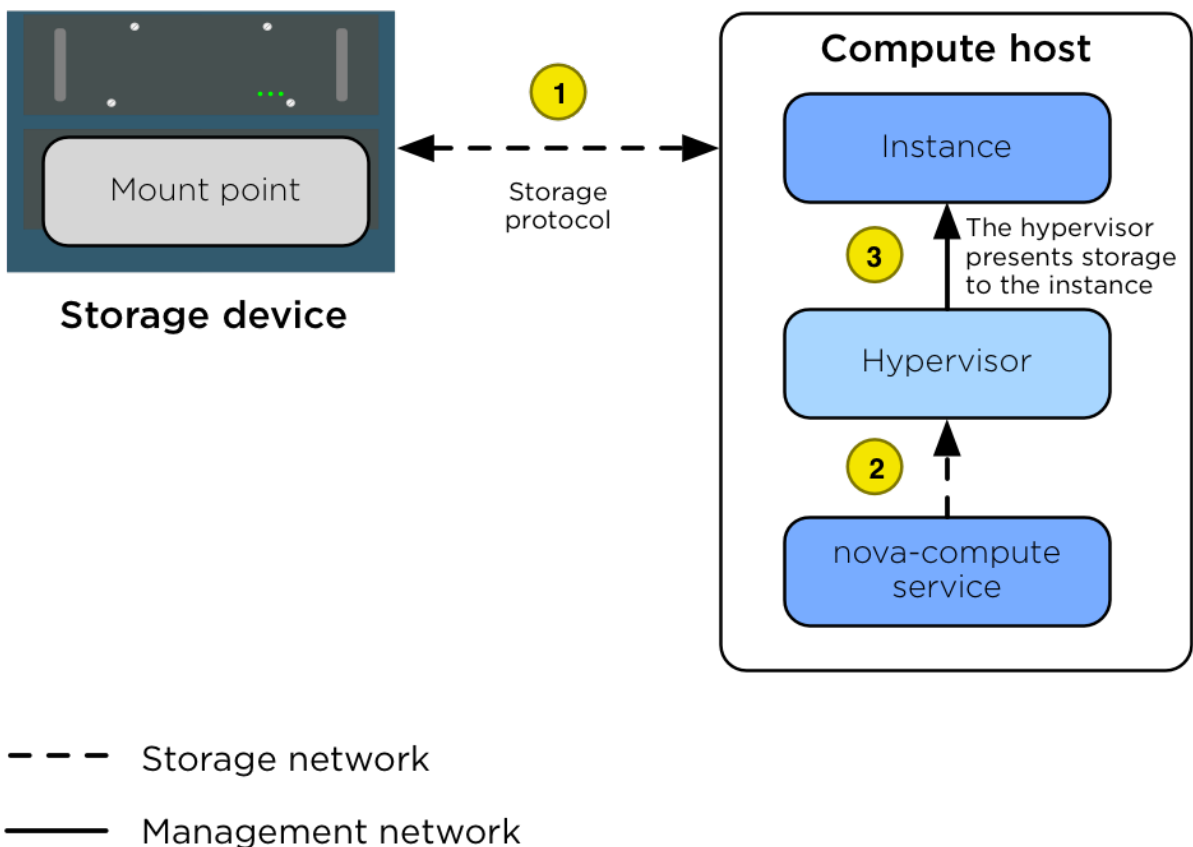 Compute host
1
Instance
Mount point
Storage
protocol
The hypervisor
presents storage
to the instance
3
Storage device
Hypervisor
2
nova-compute
service
Storage network
Management network